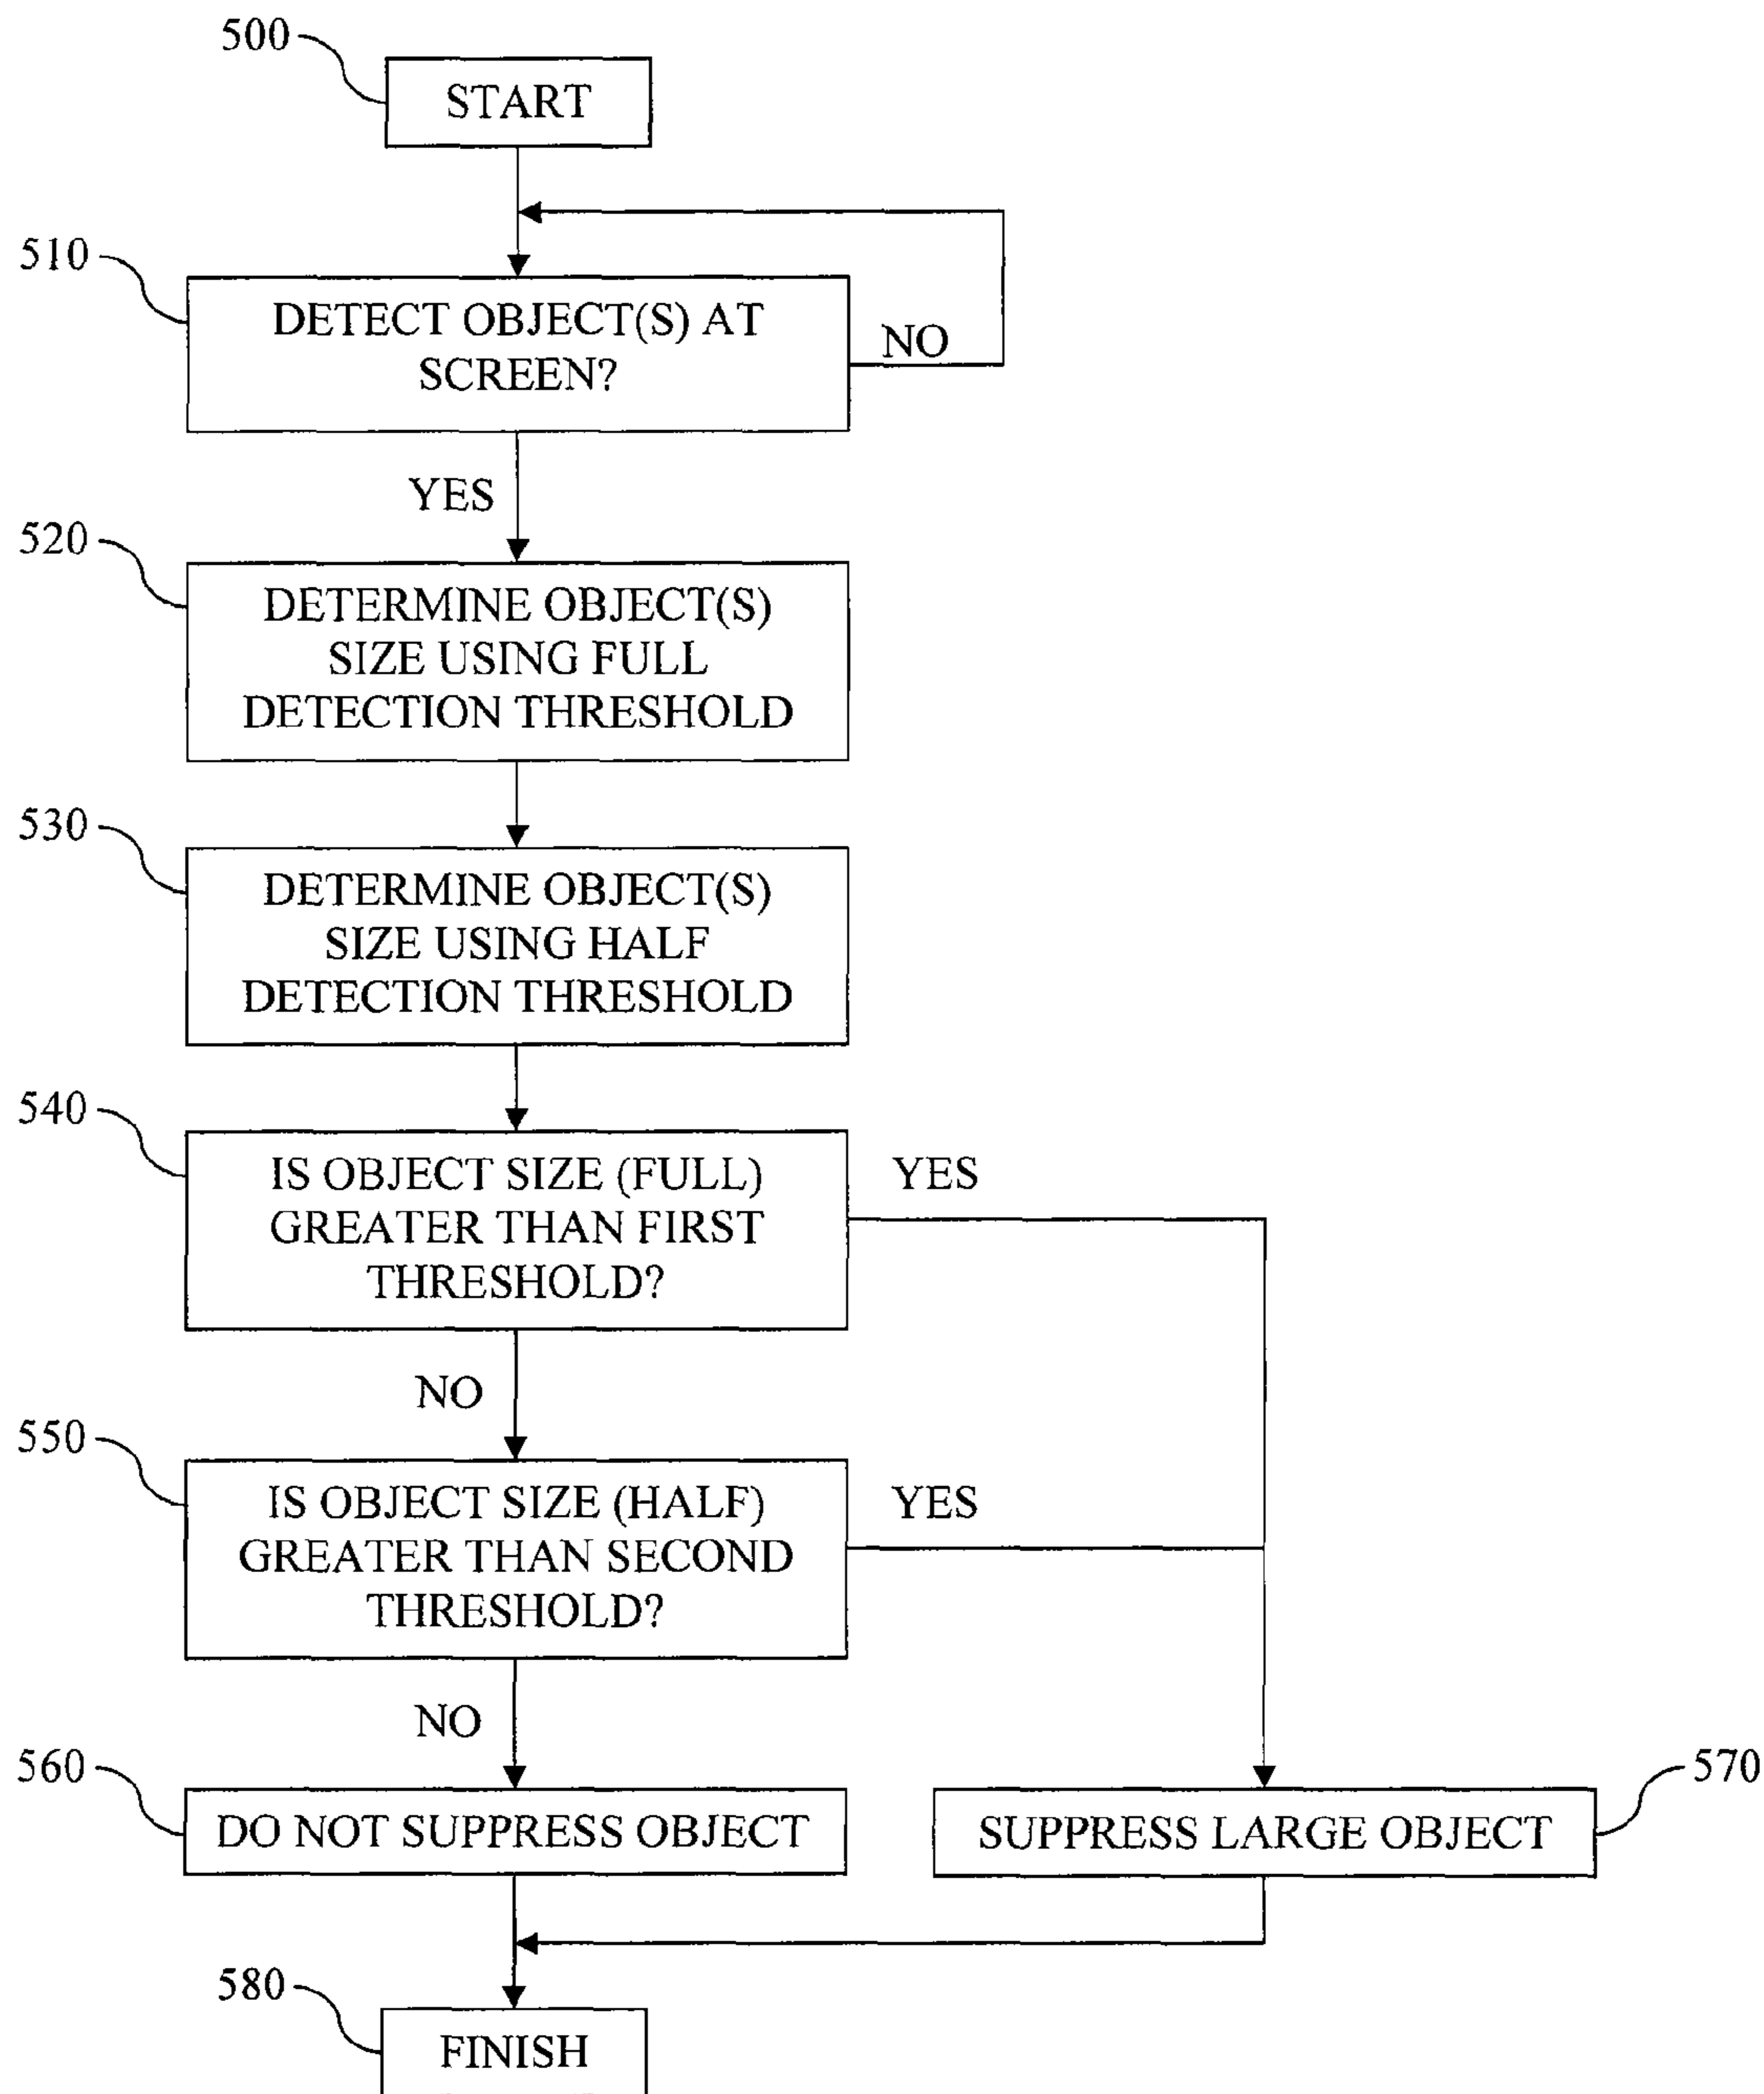 500
START
510
DETECT OBJECT(S) AT
SCREEN?
NO
YES
520
DETERMINE OBJECT(S)
SIZE USING FULL
DETECTION THRESHOLD
530
DETERMINE OBJECT(S)
SIZE USING HALF
DETECTION THRESHOLD
540
IS OBJECT SIZE (FULL)
GREATER THAN FIRST
THRESHOLD?
YES
NO
550
IS OBJECT SIZE (HALF)
GREATER THAN SECOND
THRESHOLD?
YES
NO
560
DO NOT SUPPRESS OBJECT
570
SUPPRESS LARGE OBJECT
580
FINISH